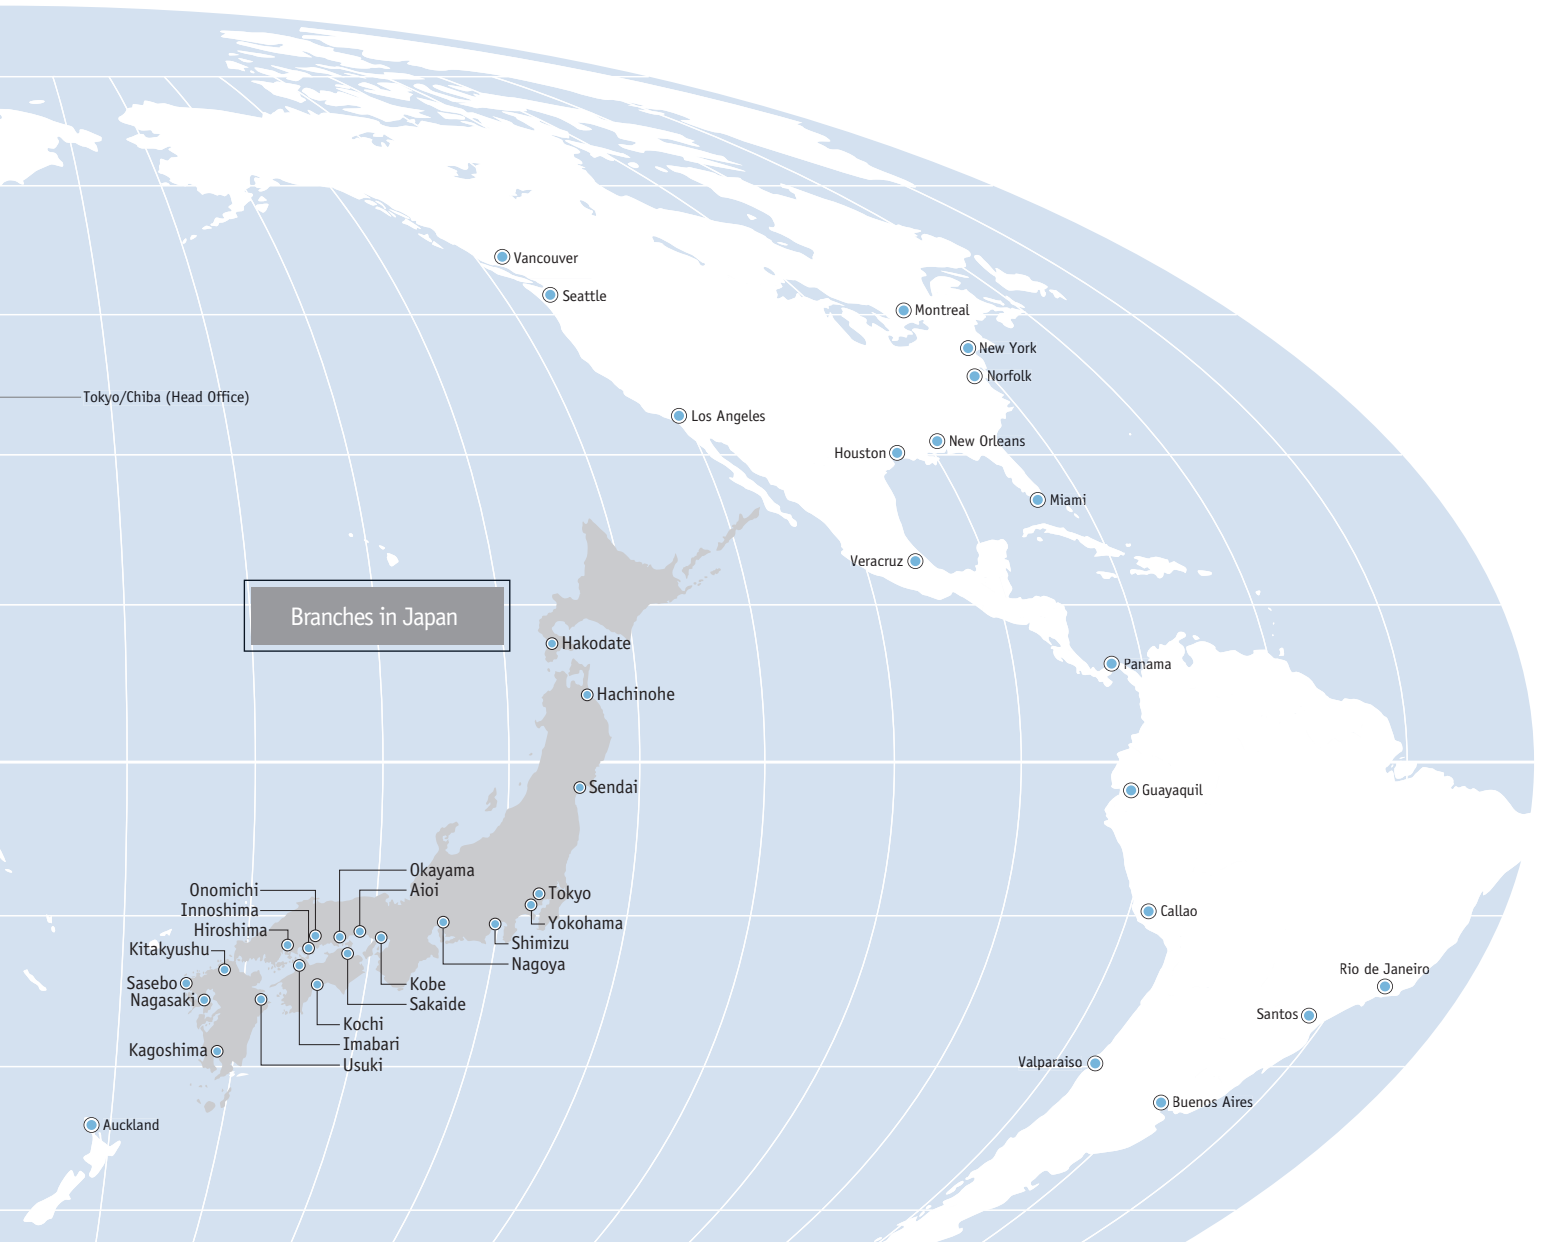 Vancouver
Seattle
Montreal
New York
Norfolk
Tokyo/Chiba (Head Office)
Los Angeles
New Orleans
Houston
Miami
Veracruz
Branches in Japan
Hakodate
Panama
Hachinohe
Sendai
Guayaquil
Okayama
Onomichi
Aioi
Tokyo
Innoshima
Callao
Yokohama
Hiroshima
Shimizu
Kitakyushu
Nagoya
Rio de Janeiro
Sasebo
Kobe
Nagasaki
Sakaide
Santos
Kochi
Imabari
Kagoshima
Usuki
Valparaiso
Buenos Aires
Auckland